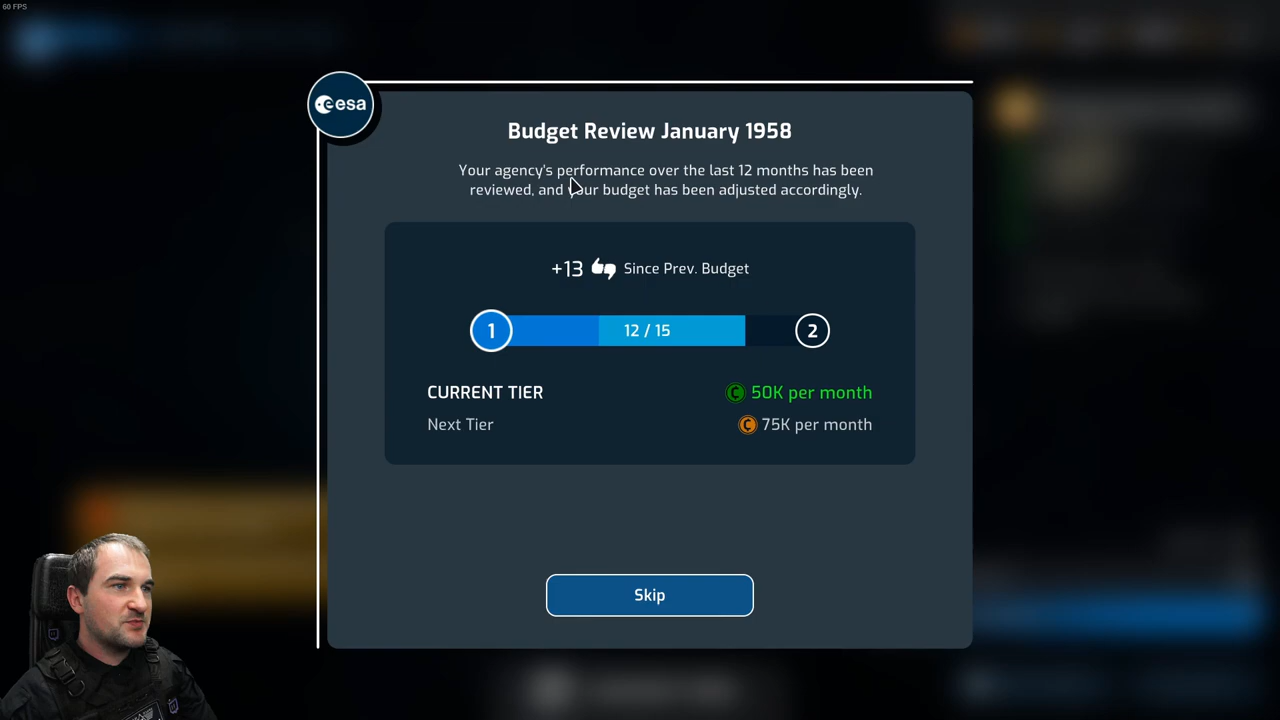 60 FPS
esa
Budget Review January 1958
Your agency's performance over the last 12 months has been
reviewed, and your budget has been adjusted accordingly.
+13 Since Prev. Budget
1 12 / 15 2
CURRENT TIER 50K per month
Next Tier 75K per month
Skip